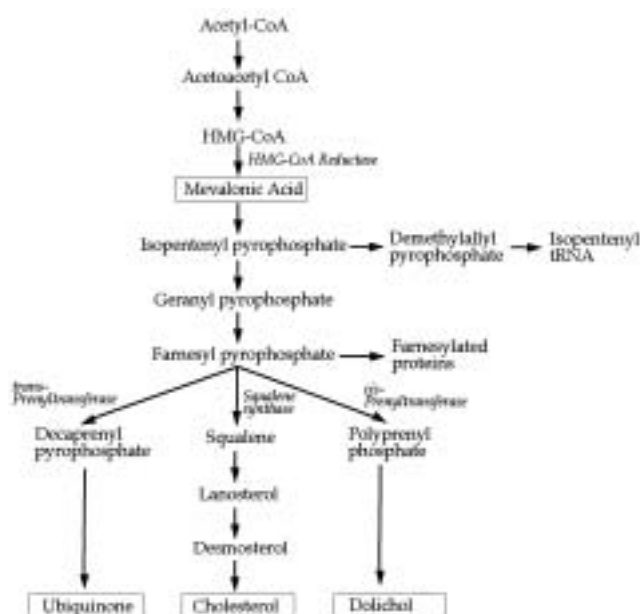 Acetyl-CoA
Acetoacetyl CoA
HMG-CoA
HMG-CoA Reductase
Mevalonic Acid
Isopentenyl pyrophosphate
Demethylallyl
pyrophosphate
Isopentenyl
tRNA
Geranyl pyrophosphate
Farnesyl pyrophosphate
Farnesylated
proteins
trans-
Prenyltransferase
Squalene
synthase
cis-
Prenyltransferase
Decaprenyl
pyrophosphate
Squalene
Polyprenyl
phosphate
Lanosterol
Desmosterol
Ubiquinone
Cholesterol
Dolichol